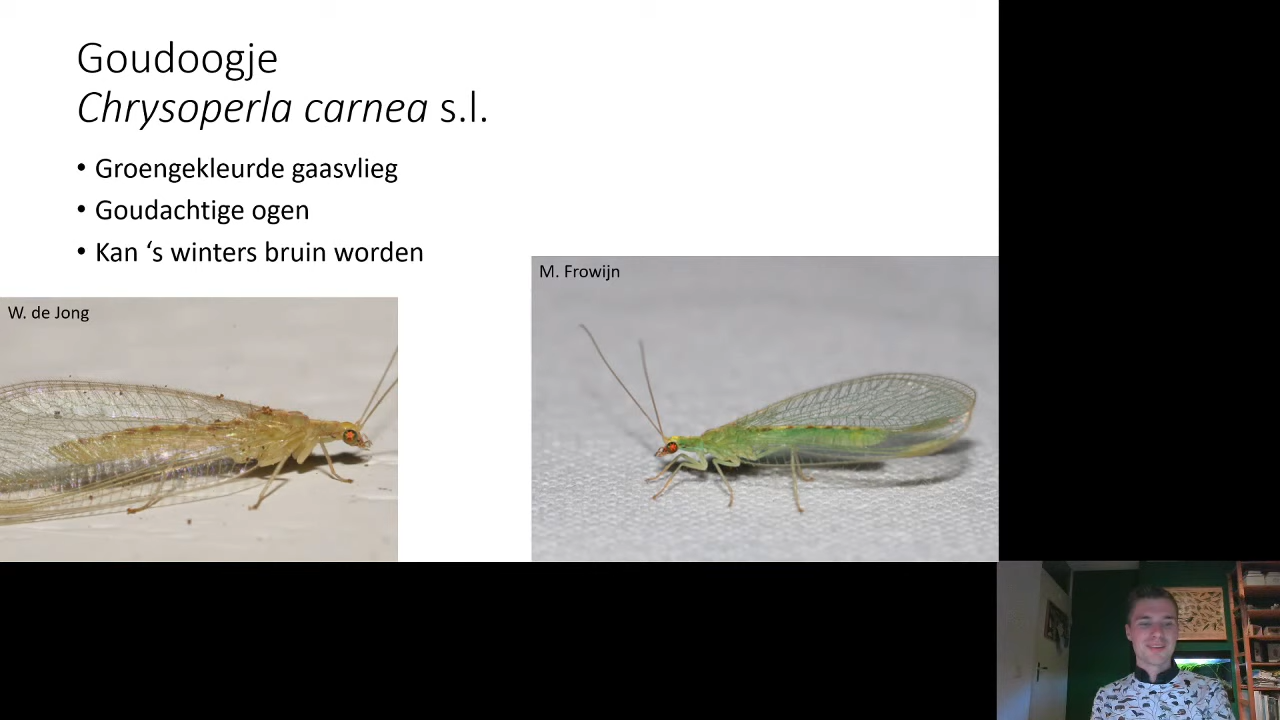 Goudoogje
Chrysoperla carnea s.l.
• Groengekleurde gaasvlieg
• Goudachtige ogen
• Kan ‘s winters bruin worden
M. Frowijn
W. de Jong